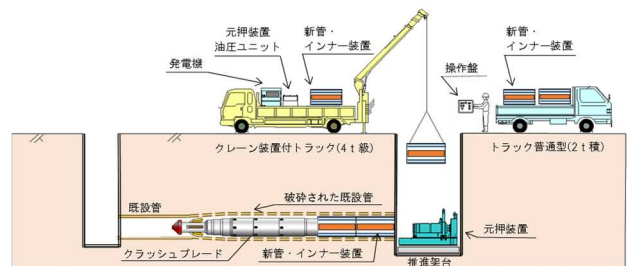 元押装置
油圧ユニット
新管・
インナー装置
発電機
操作盤
新管・
インナー装置
クレーン装置付トラック(4t級)
トラック普通型(2t積)
破砕された既設管
既設管
元押装置
クラッシュブレード
新管・インナー装置
推進架台